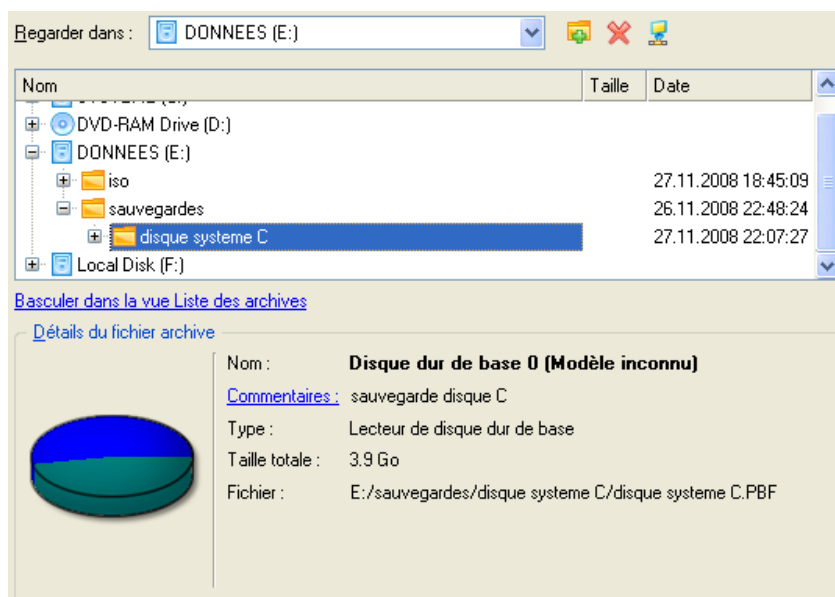 Regarder dans : DONNEES (E:)
Nom Taille Date
DVD-RAM Drive (D:)
DONNEES (E:)
iso 27.11.2008 18:45:09
sauvegardes 26.11.2008 22:48:24
disque systeme C 27.11.2008 22:07:27
Local Disk (F:)
Basculer dans la vue Liste des archives
Détails du fichier archive
Nom : Disque dur de base 0 (Modèle inconnu)
Commentaires : sauvegarde disque C
Type : Lecteur de disque dur de base
Taille totale : 3.9 Go
Fichier : E:/sauvegardes/disque systeme C/disque systeme C.PBF